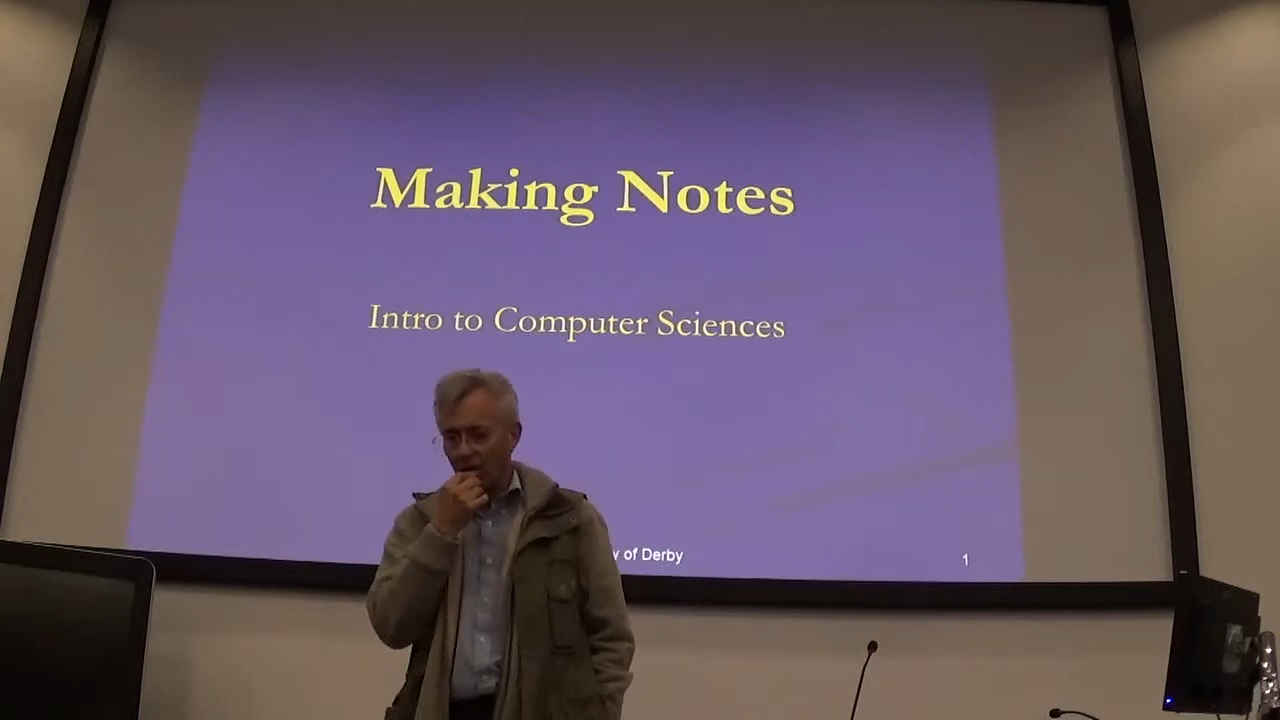 Making Notes
Intro to Computer Sciences
of Derby
1